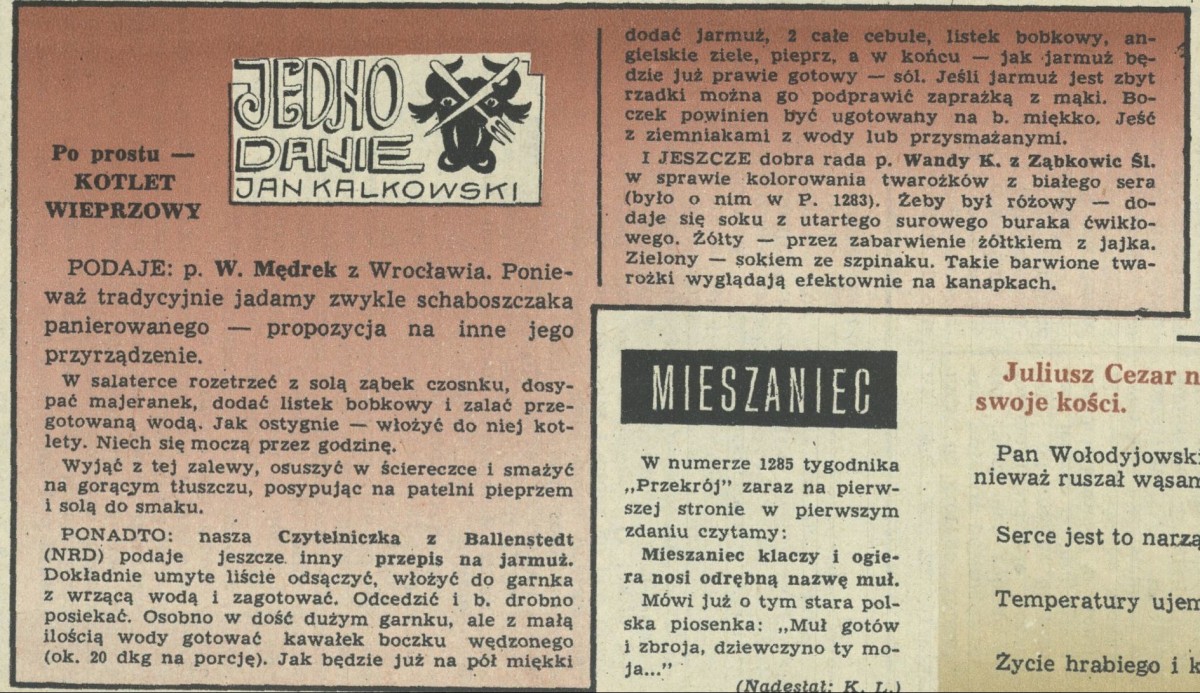 JEDNO
DANIE
JAN KALKOWSKI
Po prostu —
KOTLET
WIEPRZOWY
PODAJE: p. W. Mędrek z Wrocławia. Ponie-
waż tradycyjnie jadamy zwykle schaboszczaka
panierowanego — propozycja na inne jego
przyrządzenie.
W salaterce rozetrzeć z solą ząbek czosnku, dosy-
pać majeranek, dodać listek bobkowy i zalać prze-
gotowaną wodą. Jak ostygnie — włożyć do niej kot-
lety. Niech się moczą przez godzinę.
Wyjąć z tej zalewy, osuszyć w ściereczce i smażyć
na gorącym tłuszczu, posypując na patelni pieprzem
i solą do smaku.
PONADTO: nasza Czytelniczka z Ballenstedt
(NRD) podaje jeszcze inny przepis na jarmuż.
Dokładnie umyte liście odsączyć, włożyć do garnka
z wrzącą wodą i zagotować. Odcedzić i b. drobno
posiekać. Osobno w dość dużym garnku, ale z małą
ilością wody gotować kawałek boczku wędzonego
(ok. 20 dkg na porcję). Jak będzie już na pół miękki
dodać jarmuż, 2 całe cebule, listek bobkowy, an-
gielskie ziele, pieprz, a w końcu — jak jarmuż bę-
dzie już prawie gotowy — sól. Jeśli jarmuż jest zbyt
rzadki można go podprawić zaprażką z mąki. Bo-
czek powinien być ugotowany na b. miękko. Jeść
z ziemniakami z wody lub przysmażanymi.
I JESZCZE dobra rada p. Wandy K. z Ząbkowic Śl.
w sprawie kolorowania twarożków z białego sera
(było o nim w P. 1283). Żeby był różowy — do-
daje się soku z utartego surowego buraka ćwikło-
wego. Żółty — przez zabarwienie żółtkiem z jajka.
Zielony — sokiem ze szpinaku. Takie barwione twa-
rożki wyglądają efektownie na kanapkach.
MIESZANIEC
W numerze 1285 tygodnika
„Przekrój” zaraz na pierw-
szej stronie w pierwszym
zdaniu czytamy:
Mieszaniec klaczy i ogie-
ra nosi odrębną nazwę muł.
Mówi już o tym stara pol-
ska piosenka: „Muł gotów
i zbroja, dziewczyno ty mo-
ja...”
(Nadesłał: K. L.)
Juliusz Cezar n
swoje kości.
Pan Wołodyjowski
nieważ ruszał wąsam
Serce jest to narzą
Temperatury ujem
Życie hrabiego i k